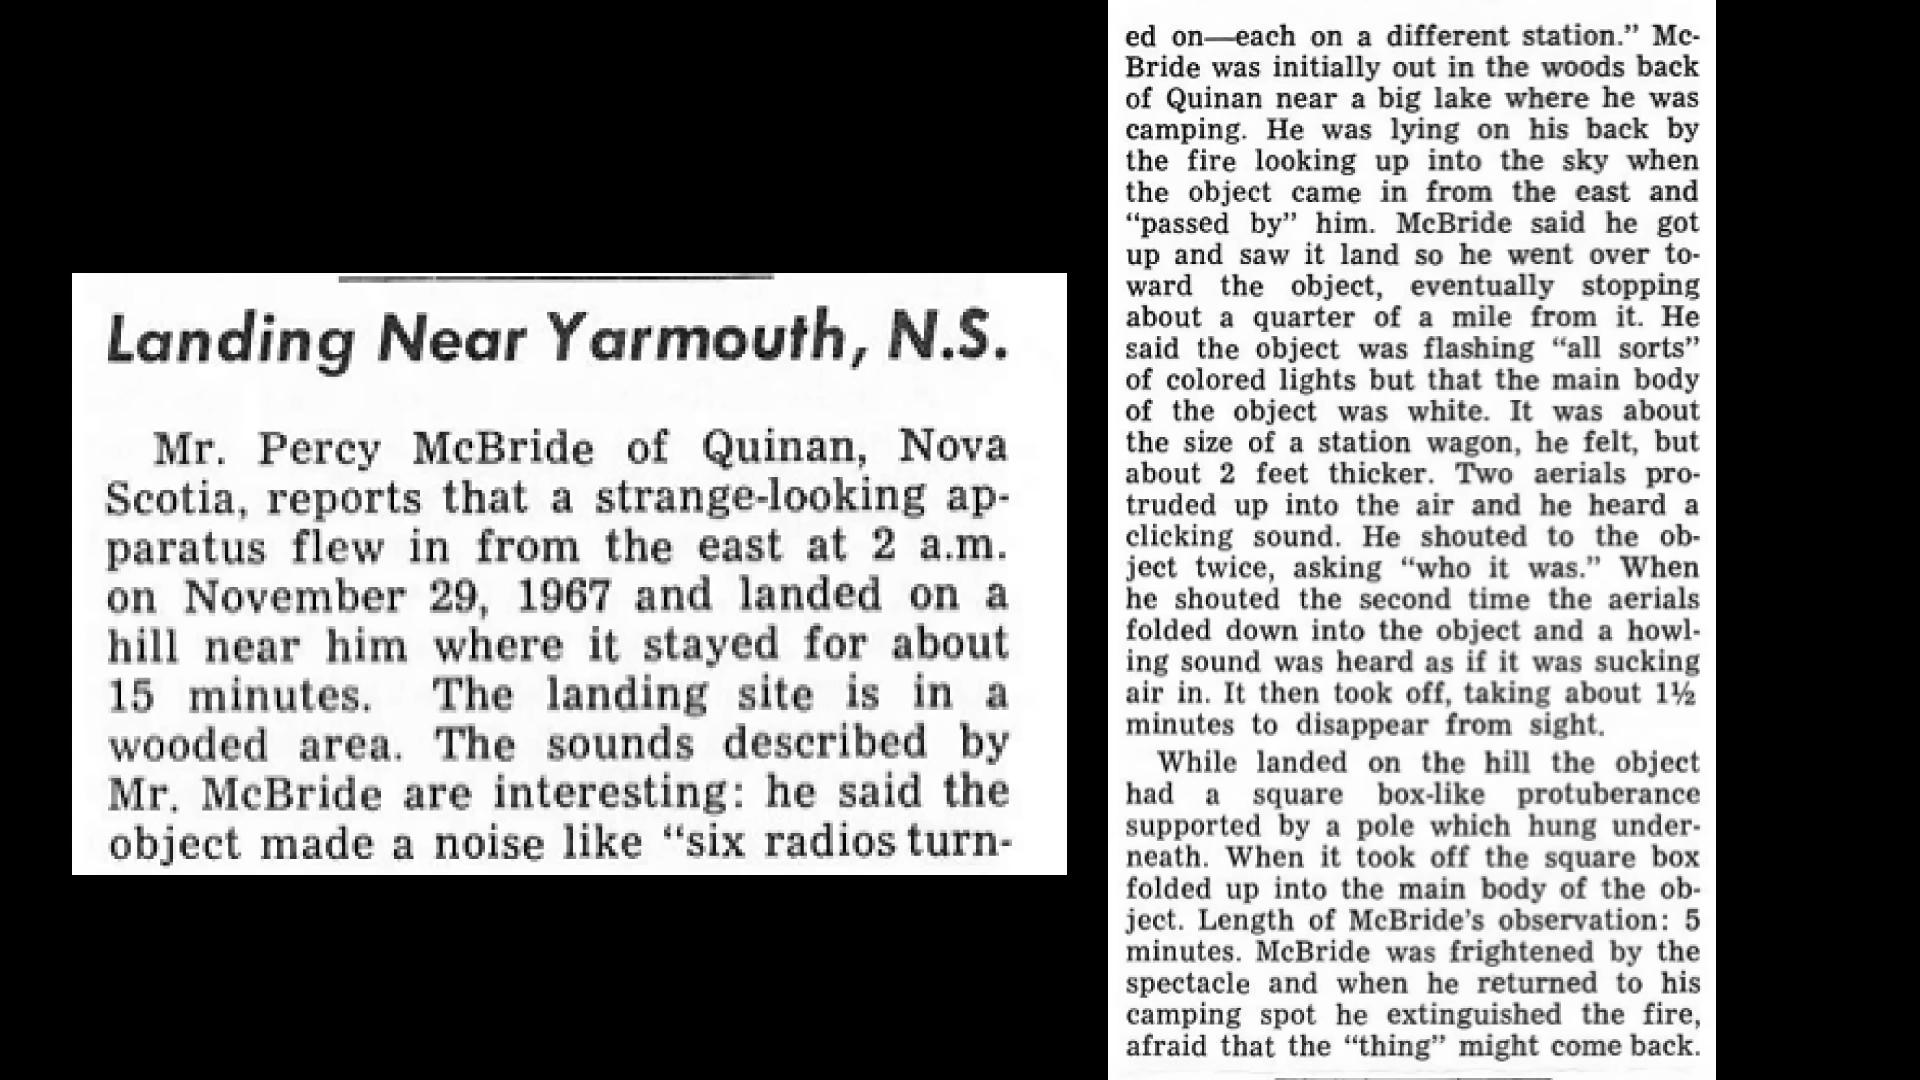 Landing Near Yarmouth, N.S.
Mr. Percy McBride of Quinan, Nova
Scotia, reports that a strange-looking ap-
paratus flew in from the east at 2 a.m.
on November 29, 1967 and landed on a
hill near him where it stayed for about
15 minutes. The landing site is in a
wooded area. The sounds described by
Mr. McBride are interesting: he said the
object made a noise like “six radios turn-
ed on—each on a different station.” Mc-
Bride was initially out in the woods back
of Quinan near a big lake where he was
camping. He was lying on his back by
the fire looking up into the sky when
the object came in from the east and
“passed by” him. McBride said he got
up and saw it land so he went over to-
ward the object, eventually stopping
about a quarter of a mile from it. He
said the object was flashing “all sorts”
of colored lights but that the main body
of the object was white. It was about
the size of a station wagon, he felt, but
about 2 feet thicker. Two aerials pro-
truded up into the air and he heard a
clicking sound. He shouted to the ob-
ject twice, asking “who it was.” When
he shouted the second time the aerials
folded down into the object and a howl-
ing sound was heard as if it was sucking
air in. It then took off, taking about 1½
minutes to disappear from sight.
While landed on the hill the object
had a square box-like protuberance
supported by a pole which hung under-
neath. When it took off the square box
folded up into the main body of the ob-
ject. Length of McBride’s observation: 5
minutes. McBride was frightened by the
spectacle and when he returned to his
camping spot he extinguished the fire,
afraid that the “thing” might come back.